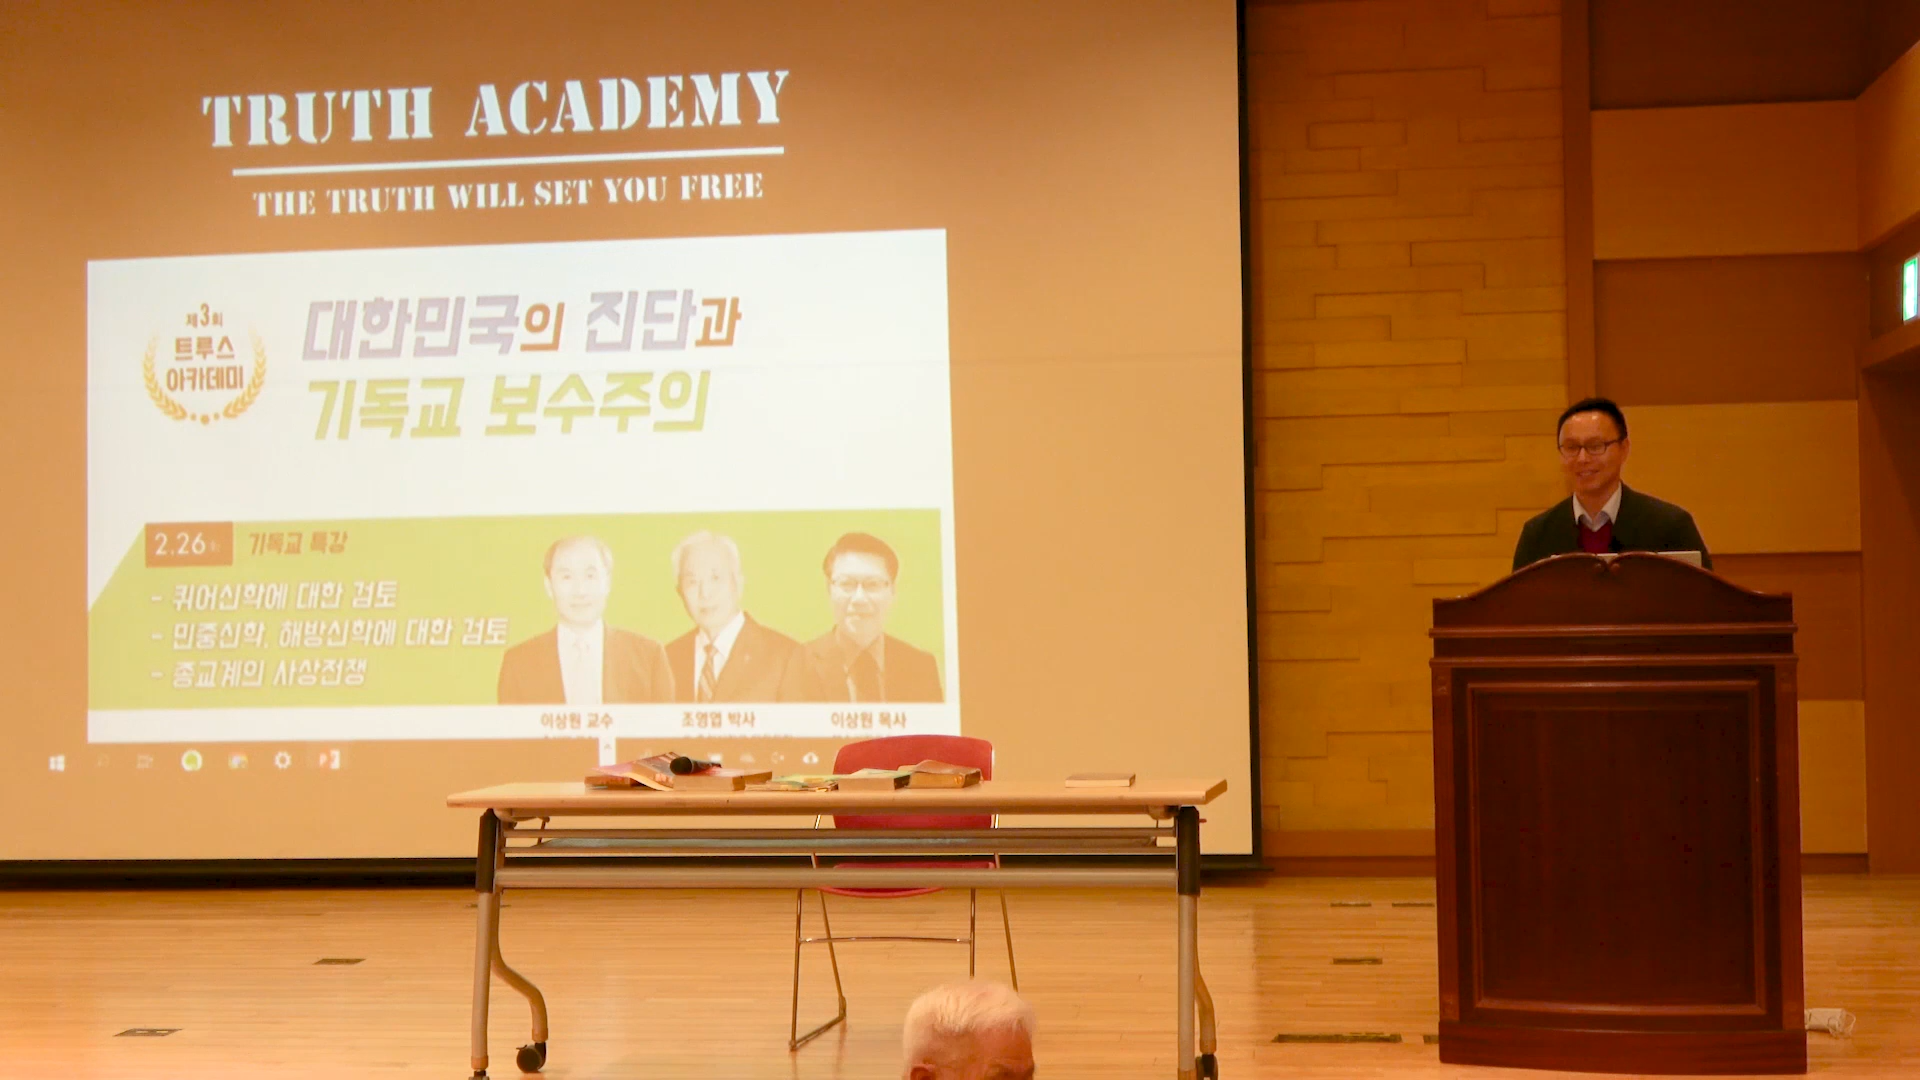 TRUTH ACADEMY
THE TRUTH WILL SET YOU FREE
제3회
트루스
아카데미
대한민국의 진단과
기독교 보수주의
2.26 기독교 특강
- 퀴어신학에 대한 검토
- 민중신학, 해방신학에 대한 검토
- 종교계의 사상전쟁
이상원 교수 조영엽 박사 이상원 목사